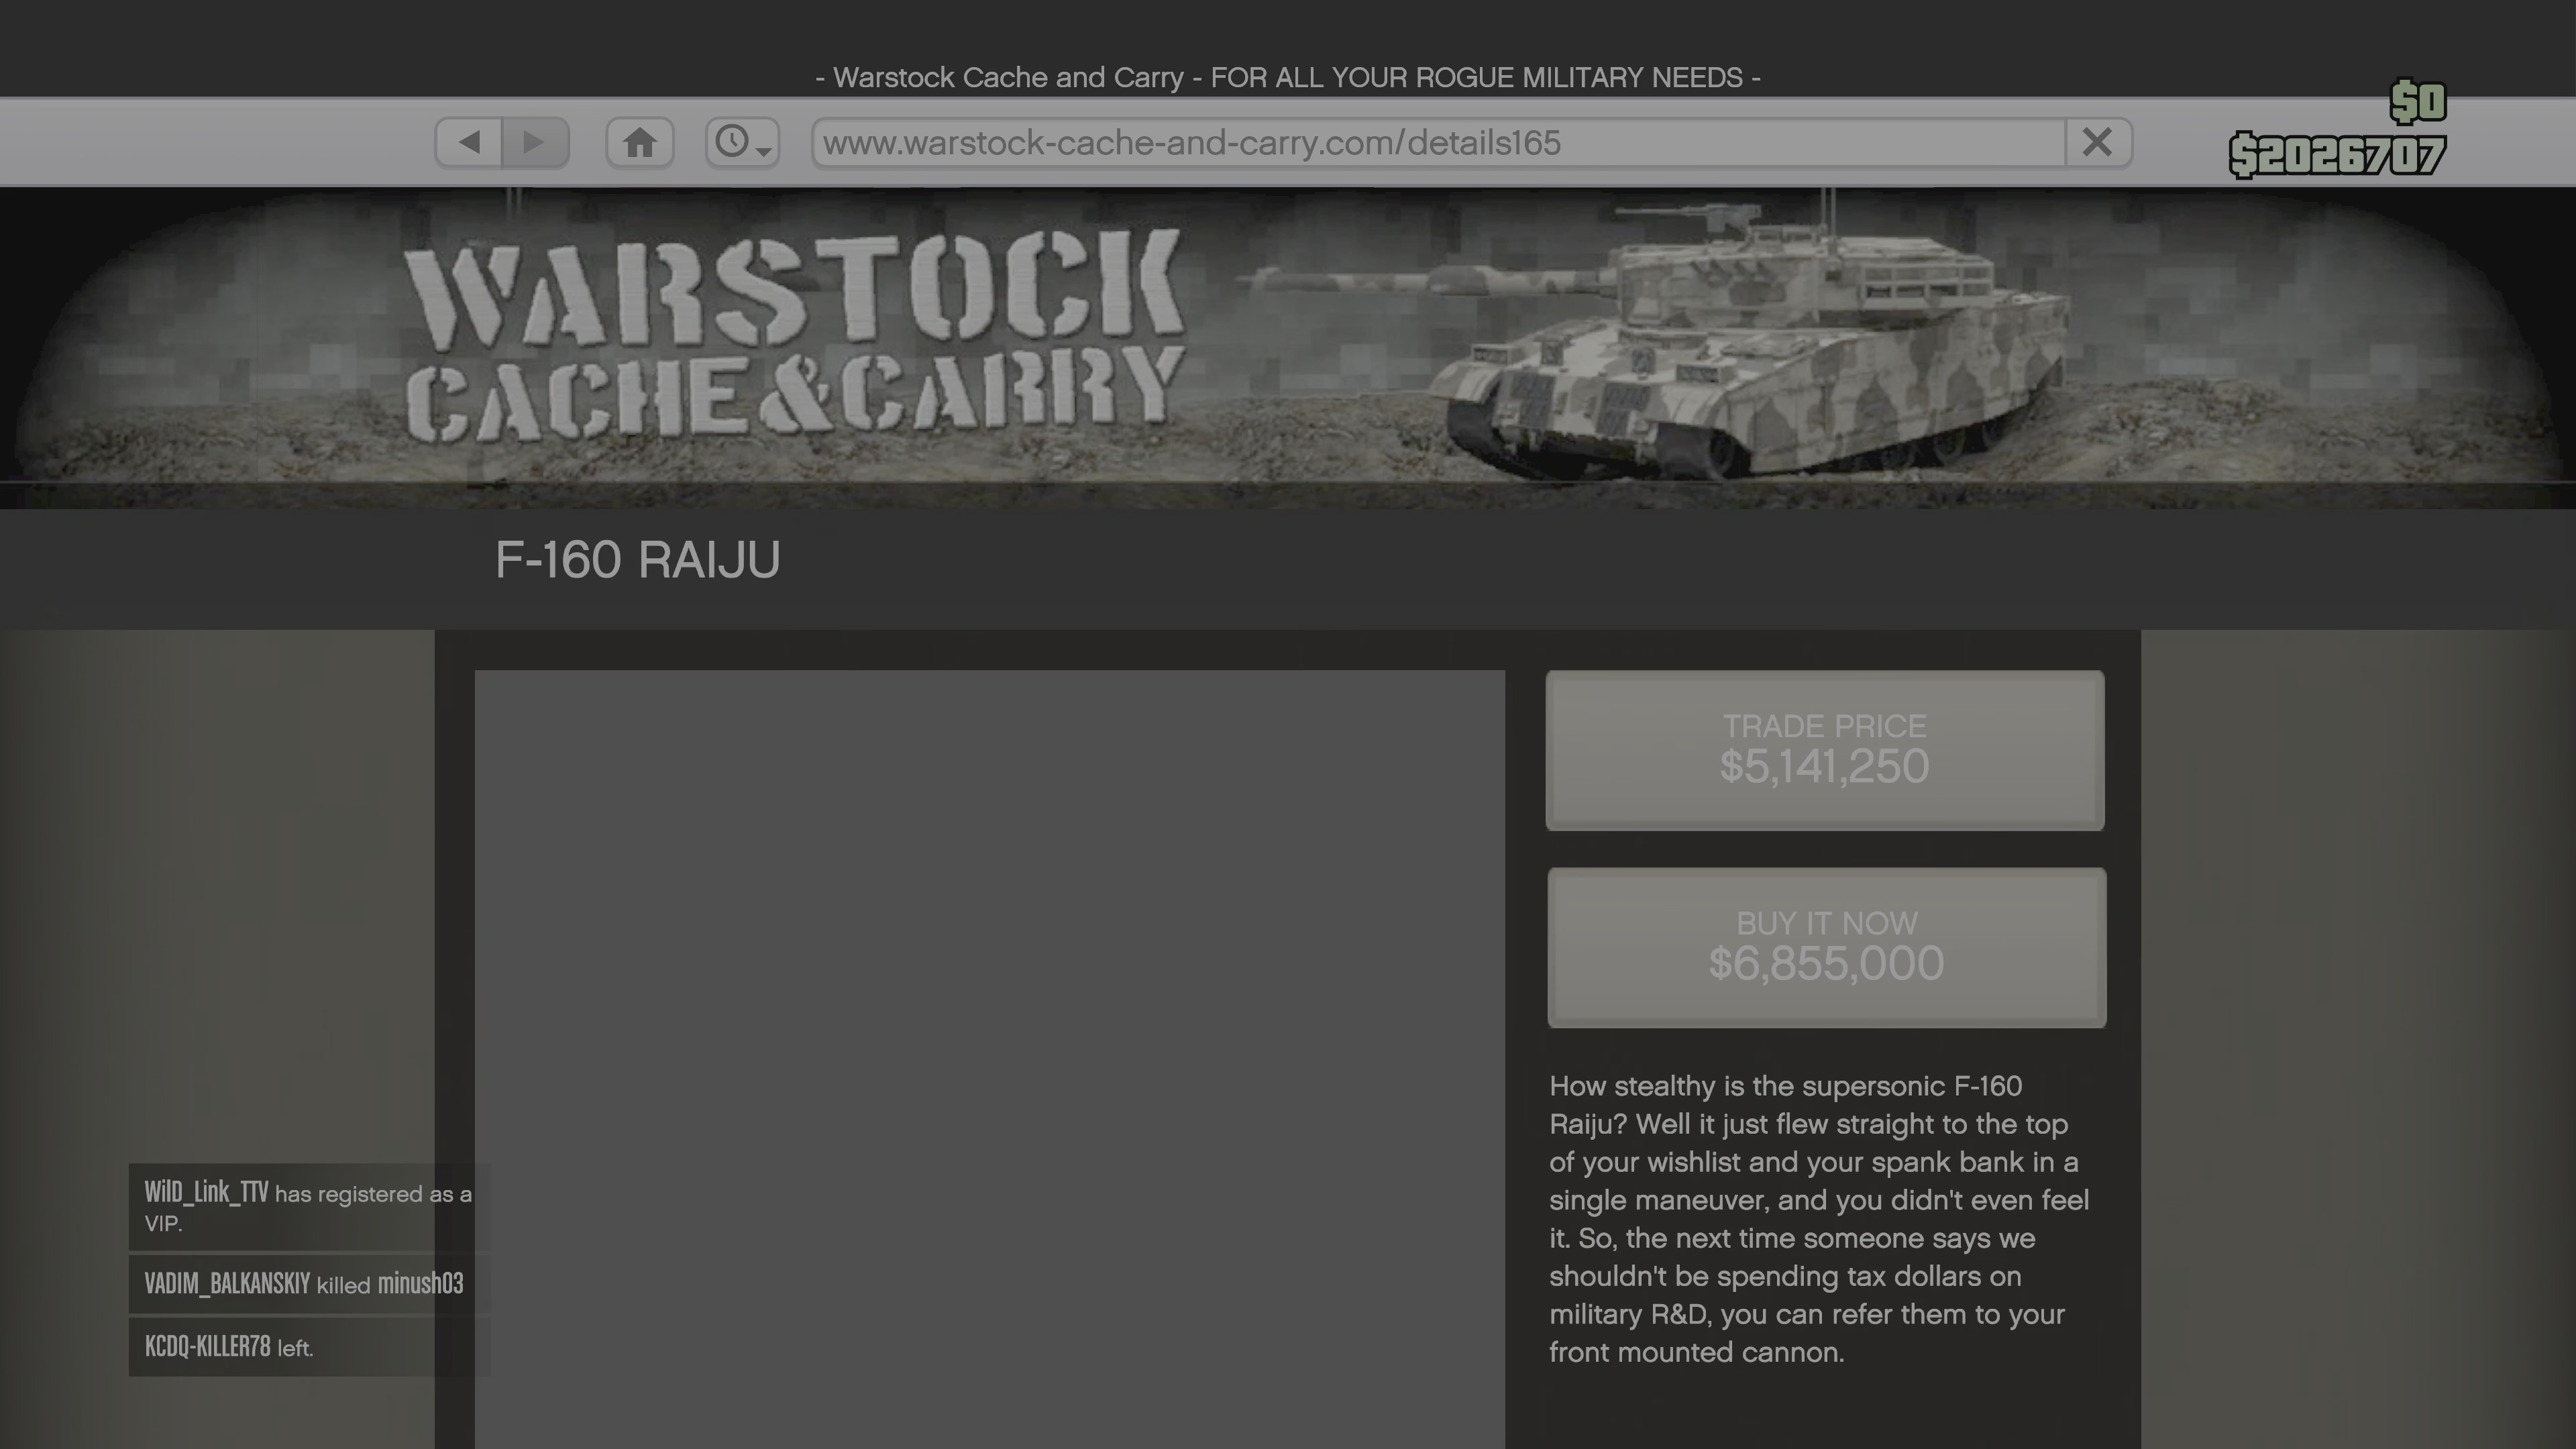 - Warstock Cache and Carry - FOR ALL YOUR ROGUE MILITARY NEEDS -
$0
www.warstock-cache-and-carry.com/details165
$2026707
WARSTOCK
CACHE&CARRY
F-160 RAIJU
TRADE PRICE
$5,141,250
BUY IT NOW
$6,855,000
How stealthy is the supersonic F-160
Raiju? Well it just flew straight to the top
of your wishlist and your spank bank in a
single maneuver, and you didn't even feel
it. So, the next time someone says we
shouldn't be spending tax dollars on
military R&D, you can refer them to your
front mounted cannon.
WilD_Link_TTV has registered as a
VIP.
VADIM_BALKANSKIY killed minush03
KCDQ-KILLER78 left.